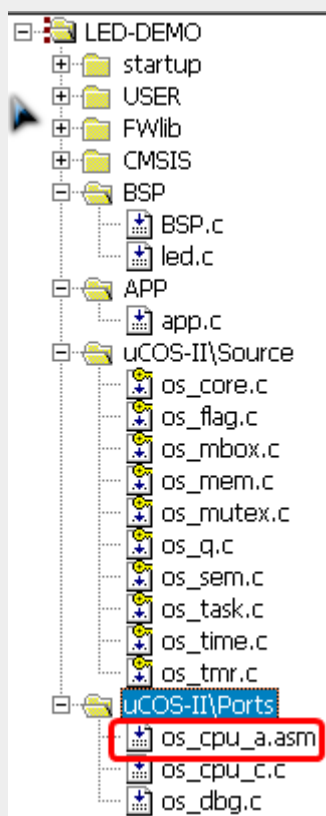 LED-DEMO
startup
USER
FWlib
CMSIS
BSP
BSP.c
led.c
APP
app.c
uCOS-II\Source
os_core.c
os_flag.c
os_mbox.c
os_mem.c
os_mutex.c
os_q.c
os_sem.c
os_task.c
os_time.c
os_tmr.c
uCOS-II\Ports
os_cpu_a.asm
os_cpu_c.c
os_dbg.c